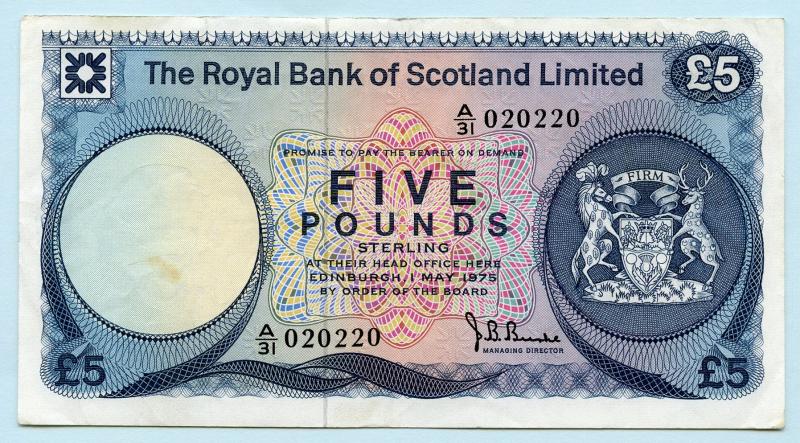 The Royal Bank of Scotland Limited
£5
A/31 020220
PROMISE TO PAY THE BEARER ON DEMAND
FIVE
POUNDS
STERLING
AT THEIR HEAD OFFICE HERE
EDINBURGH, 1 MAY 1975
BY ORDER OF THE BOARD
FIRM
A/31 020220
J. B. Burke
MANAGING DIRECTOR
£5
£5